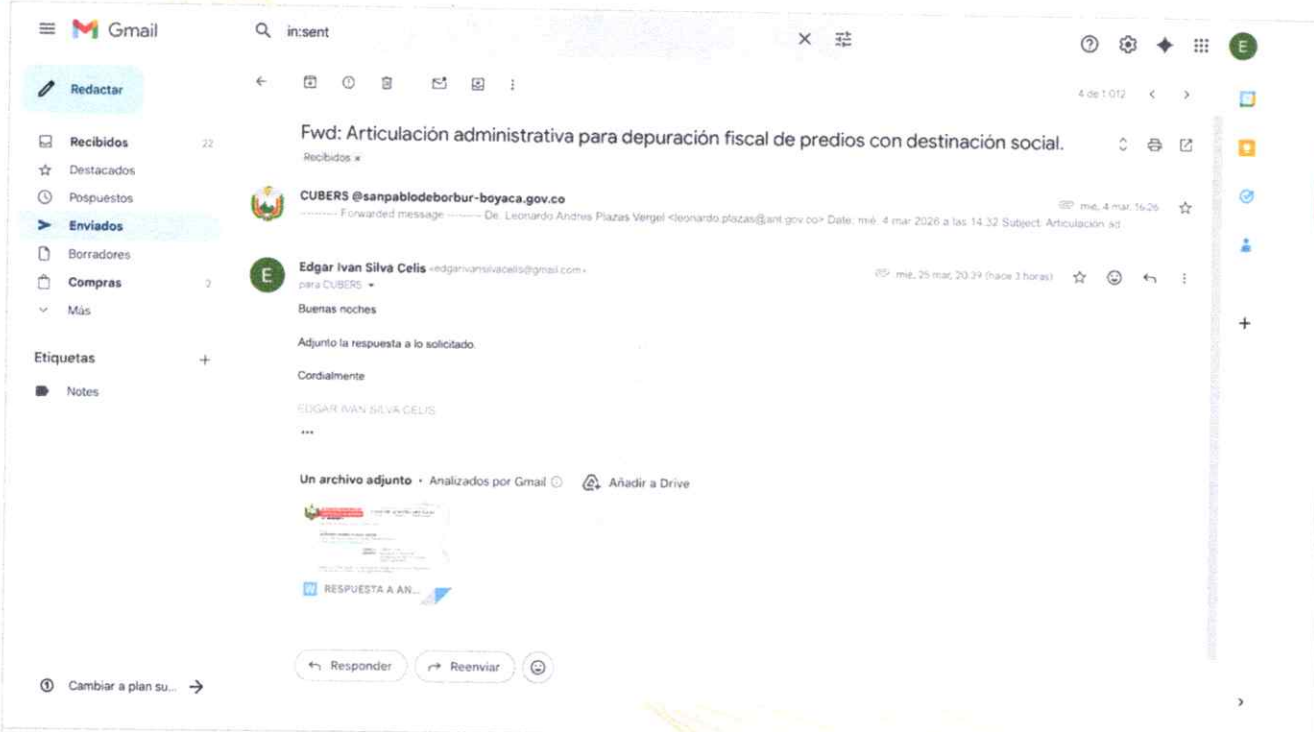 Gmail
in:sent
E
Redactar
4 de 1.012
Fwd: Articulación administrativa para depuración fiscal de predios con destinación social.
Recibidos x
Recibidos 22
Destacados
Pospuestos
Enviados
Borradores
Compras
Más
Etiquetas
Notes
CUBERS @sanpablodeborbur-boyaca.gov.co
mié, 4 mar, 16:26
---------- Forwarded message --------- De: Leonardo Andres Plazas Vergel <leonardo.plazas@ant.gov.co> Date: mié, 4 mar 2026 a las 14:32 Subject: Articulación ad
E
Edgar Ivan Silva Celis <edgarivansilvacelis@gmail.com>
mié, 25 mar, 20:39 (hace 3 horas)
para CUBERS
Buenas noches
Adjunto la respuesta a lo solicitado.
Cordialmente
EDGAR IVAN SILVA CELIS
Un archivo adjunto • Analizados por Gmail
Añadir a Drive
W RESPUESTA A AN...
Responder
Reenviar
Cambiar a plan su...